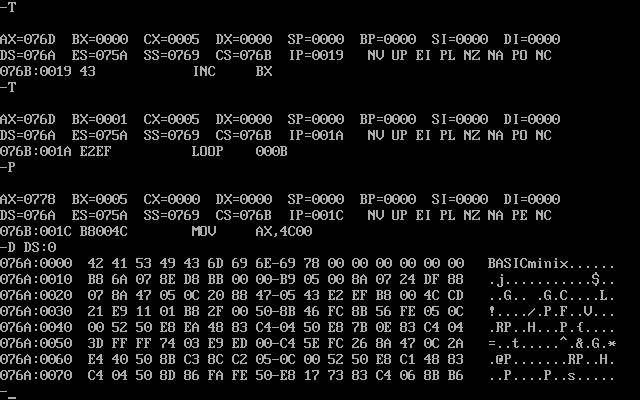 -T
AX=076D BX=0000 CX=0005 DX=0000 SP=0000 BP=0000 SI=0000 DI=0000
DS=076A ES=075A SS=0769 CS=076B IP=0019 NV UP EI PL NZ NA PO NC
076B:0019 43 INC BX
-T
AX=076D BX=0001 CX=0005 DX=0000 SP=0000 BP=0000 SI=0000 DI=0000
DS=076A ES=075A SS=0769 CS=076B IP=001A NV UP EI PL NZ NA PO NC
076B:001A E2EF LOOP 000B
-P
AX=0778 BX=0005 CX=0000 DX=0000 SP=0000 BP=0000 SI=0000 DI=0000
DS=076A ES=075A SS=0769 CS=076B IP=001C NV UP EI PL NZ NA PE NC
076B:001C B8004C MOV AX,4C00
-D DS:0
076A:0000 42 41 53 49 43 6D 69 6E-69 78 00 00 00 00 00 00 BASICminix......
076A:0010 B8 6A 07 8E D8 BB 00 00-B9 05 00 8A 07 24 DF 88 .j...........$..
076A:0020 07 8A 47 05 0C 20 88 47-05 43 E2 EF B8 00 4C CD ..G.. .G.C....L.
076A:0030 21 E9 11 01 B8 2F 00 50-8B 46 FC 8B 56 FE 05 0C !..../.P.F..V...
076A:0040 00 52 50 E8 EA 48 83 C4-04 50 E8 7B 0E 83 C4 04 .RP..H...P.{....
076A:0050 3D FF FF 74 03 E9 ED 00-C4 5E FC 26 8A 47 0C 2A =..t.....^.&.G.*
076A:0060 E4 40 50 8B C3 8C C2 05-0C 00 52 50 E8 C1 48 83 .@P.......RP..H.
076A:0070 C4 04 50 8D 86 FA FE 50-E8 17 73 83 C4 06 8B B6 ..P....P..s.....
-